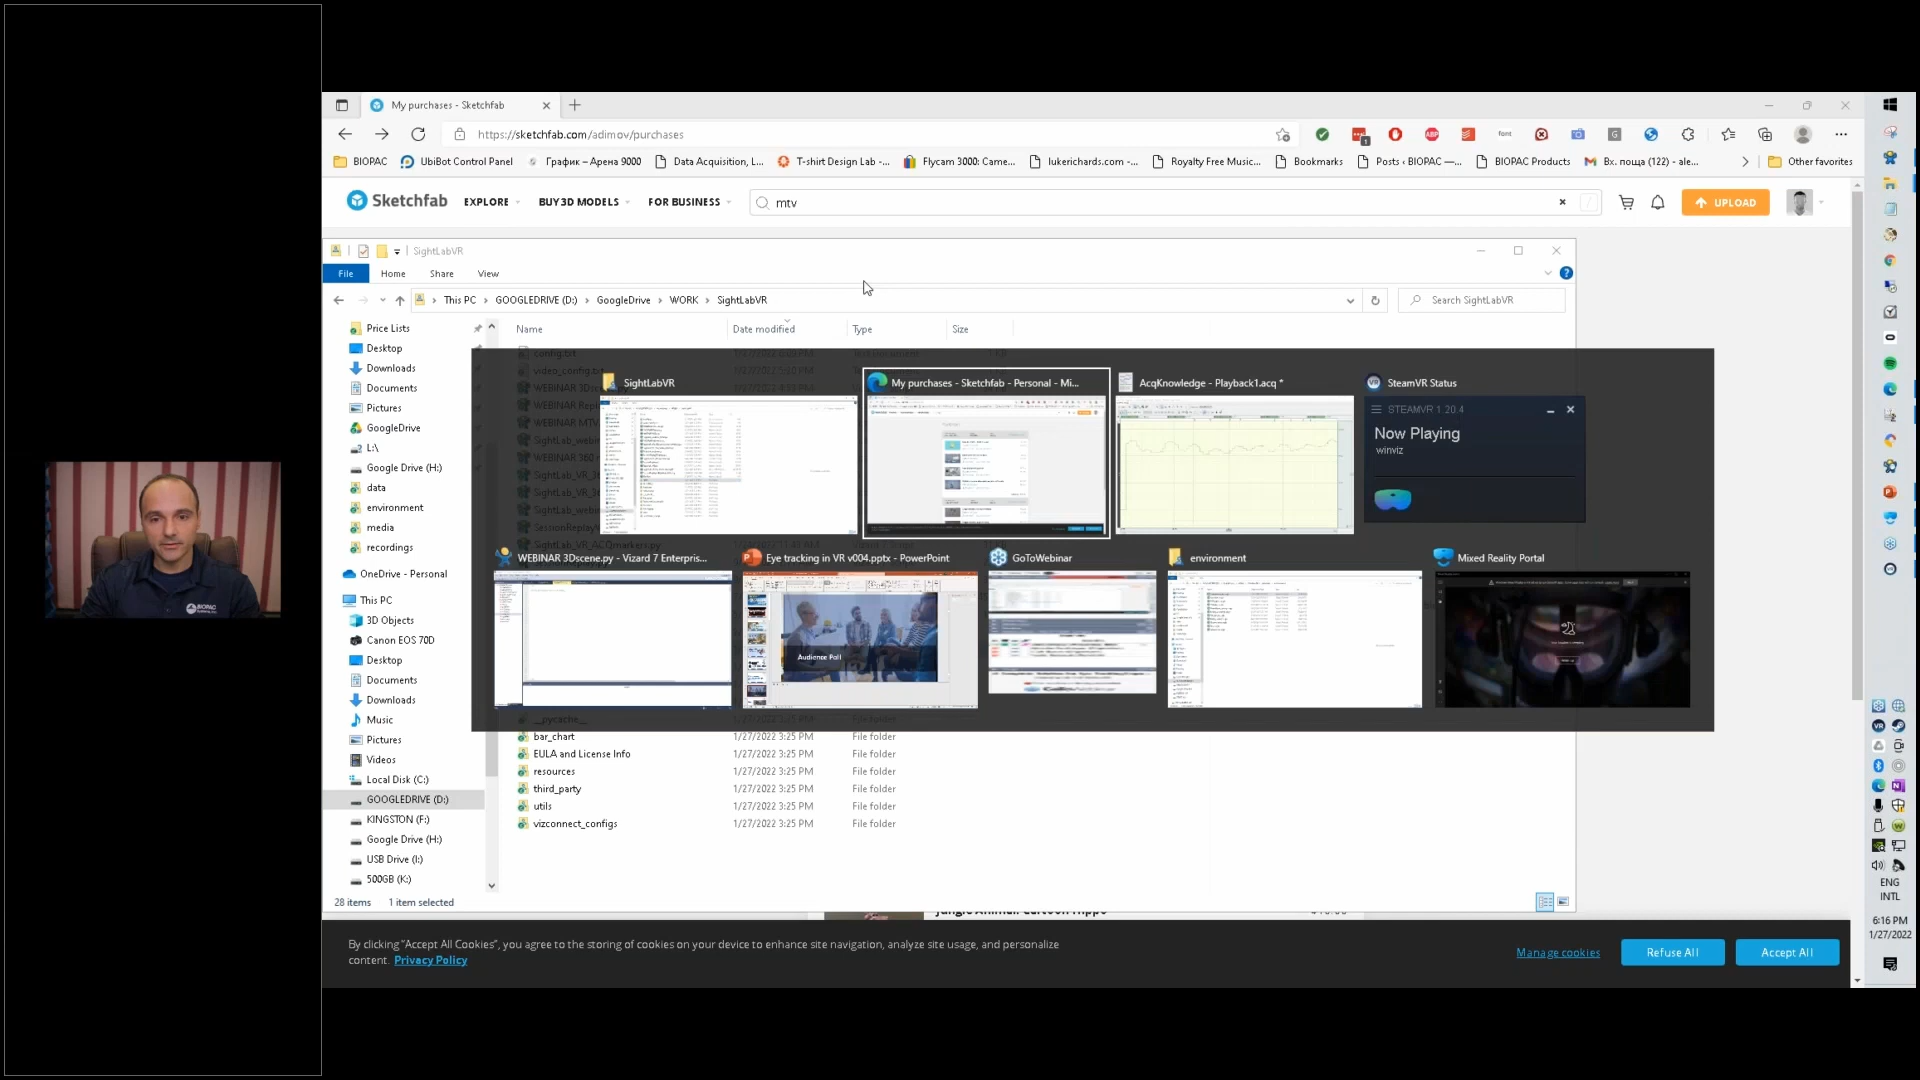 My purchases - Sketchfab
https://sketchfab.com/adimov/purchases
BIOPAC
UbiBot Control Panel
График – Арена 9000
Data Acquisition, L...
T-shirt Design Lab -...
Flycam 3000: Came...
lukerichards.com -...
Royalty Free Music...
Bookmarks
Posts ‹ BIOPAC —...
BIOPAC Products
Вх. поща (122) - ale...
Other favorites
Sketchfab
EXPLORE
BUY 3D MODELS
FOR BUSINESS
mtv
UPLOAD
SightLabVR
File
Home
Share
View
This PC
GOOGLEDRIVE (D:)
GoogleDrive
WORK
SightLabVR
Search SightLabVR
Name
Date modified
Type
Size
Price Lists
Desktop
Downloads
Documents
Pictures
GoogleDrive
L:\
Google Drive (H:)
data
environment
media
recordings
OneDrive - Personal
This PC
3D Objects
Canon EOS 70D
Desktop
Documents
Downloads
Music
Pictures
Videos
Local Disk (C:)
GOOGLEDRIVE (D:)
KINGSTON (F:)
Google Drive (H:)
USB Drive (I:)
500GB (K:)
config.txt
SightLabVR
My purchases - Sketchfab - Personal - Mi...
AcqKnowledge - Playback1.acq *
SteamVR Status
STEAMVR 1.20.4
Now Playing
winviz
WEBINAR 3Dscene.py - Vizard 7 Enterpris...
Eye tracking in VR v004.pptx - PowerPoint
GoToWebinar
environment
Mixed Reality Portal
Audience Poll
__pycache__
bar_chart 1/27/2022 3:25 PM File folder
EULA and License Info 1/27/2022 3:25 PM File folder
resources 1/27/2022 3:25 PM File folder
third_party 1/27/2022 3:25 PM File folder
utils 1/27/2022 3:25 PM File folder
vizconnect_configs 1/27/2022 3:25 PM File folder
28 items 1 item selected
By clicking "Accept All Cookies", you agree to the storing of cookies on your device to enhance site navigation, analyze site usage, and personalize
content. Privacy Policy
Manage cookies
Refuse All
Accept All
ENG
INTL
6:16 PM
1/27/2022
BIOPAC